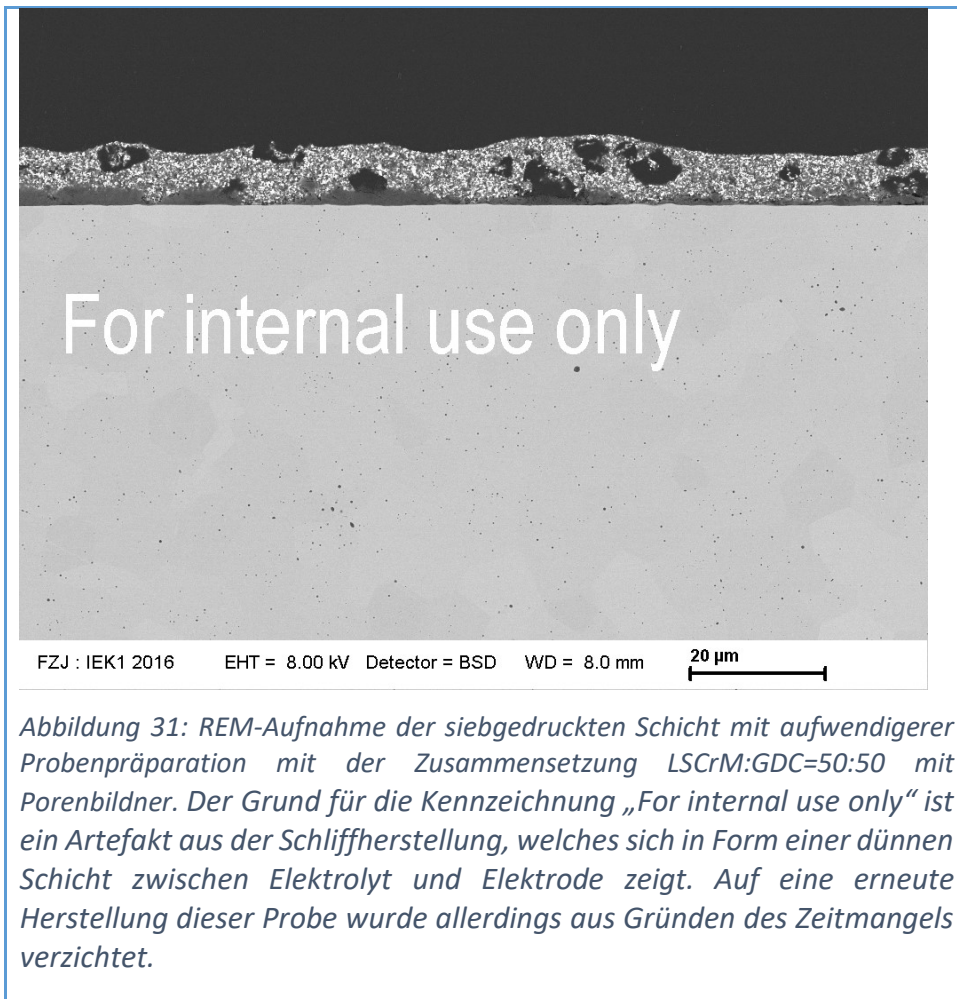 For internal use only
FZJ : IEK1 2016 EHT = 8.00 kV Detector = BSD WD = 8.0 mm 20 µm
Abbildung 31: REM-Aufnahme der siebgedruckten Schicht mit aufwendigerer
Probenpräparation mit der Zusammensetzung LSCrM:GDC=50:50 mit
Porenbildner. Der Grund für die Kennzeichnung „For internal use only“ ist
ein Artefakt aus der Schliffherstellung, welches sich in Form einer dünnen
Schicht zwischen Elektrolyt und Elektrode zeigt. Auf eine erneute
Herstellung dieser Probe wurde allerdings aus Gründen des Zeitmangels
verzichtet.